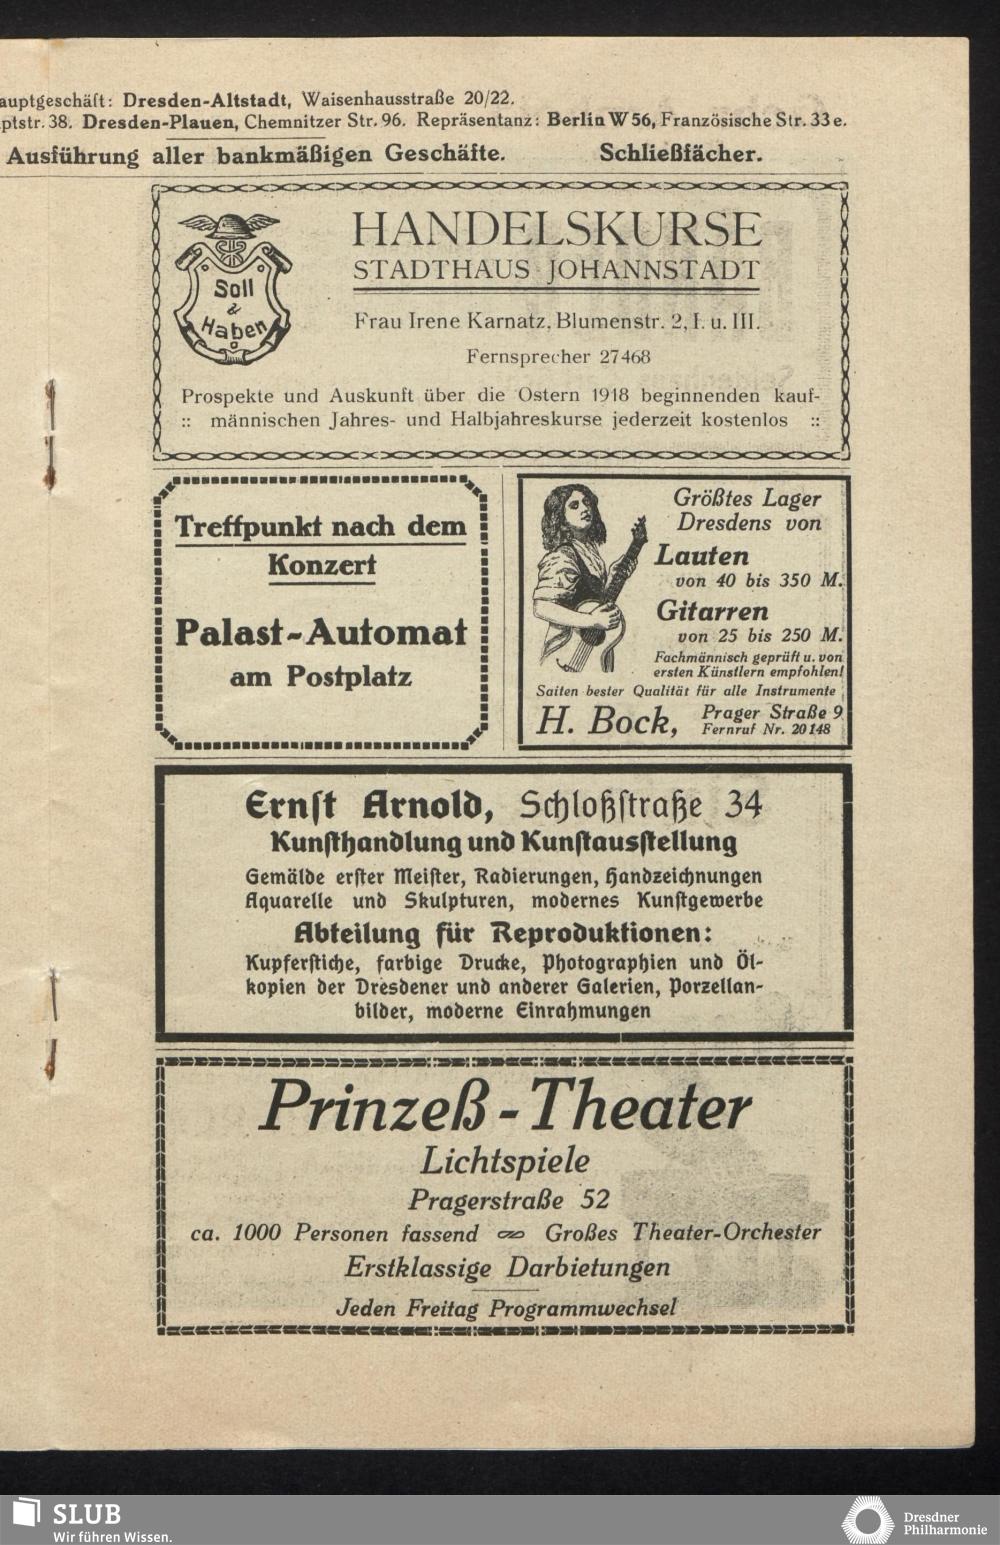 auptgeschäft: Dresden-Altstadt, Waisenhausstraße 20/22.
ptstr. 38. Dresden-Plauen, Chemnitzer Str. 96. Repräsentanz: Berlin W 56, Französische Str. 33 e.
Ausführung aller bankmäßigen Geschäfte. Schließfächer.
Soll
&
Haben
HANDELSKURSE
STADTHAUS JOHANNSTADT
Frau Irene Karnatz, Blumenstr. 2, I. u. III.
Fernsprecher 27468
Prospekte und Auskunft über die Ostern 1918 beginnenden kauf-
:: männischen Jahres- und Halbjahreskurse jederzeit kostenlos ::
Treffpunkt nach dem
Konzert
Palast-Automat
am Postplatz
Größtes Lager
Dresdens von
Lauten
von 40 bis 350 M.
Gitarren
von 25 bis 250 M.
Fachmännisch geprüft u. von
ersten Künstlern empfohlen!
Saiten bester Qualität für alle Instrumente
H. Bock, Prager Straße 9
Fernruf Nr. 20148
Ernſt Arnold, Schloßſtraße 34
Kunſthandlung und Kunſtausſtellung
Gemälde erſter Meiſter, Radierungen, Handzeichnungen
Aquarelle und Skulpturen, modernes Kunſtgewerbe
Abteilung für Reproduktionen:
Kupferſtiche, farbige Drucke, Photographien und Öl-
kopien der Dresdener und anderer Galerien, Porzellan-
bilder, moderne Einrahmungen
Prinzeß-Theater
Lichtspiele
Pragerstraße 52
ca. 1000 Personen fassend ∞ Großes Theater-Orchester
Erstklassige Darbietungen
Jeden Freitag Programmwechsel
SLUB
Wir führen Wissen.
Dresdner
Philharmonie